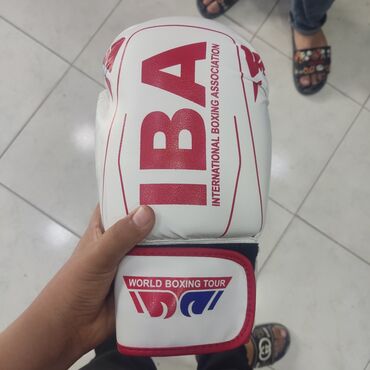 IBA
INTERNATIONAL BOXING ASSOCIATION
WORLD BOXING TOUR